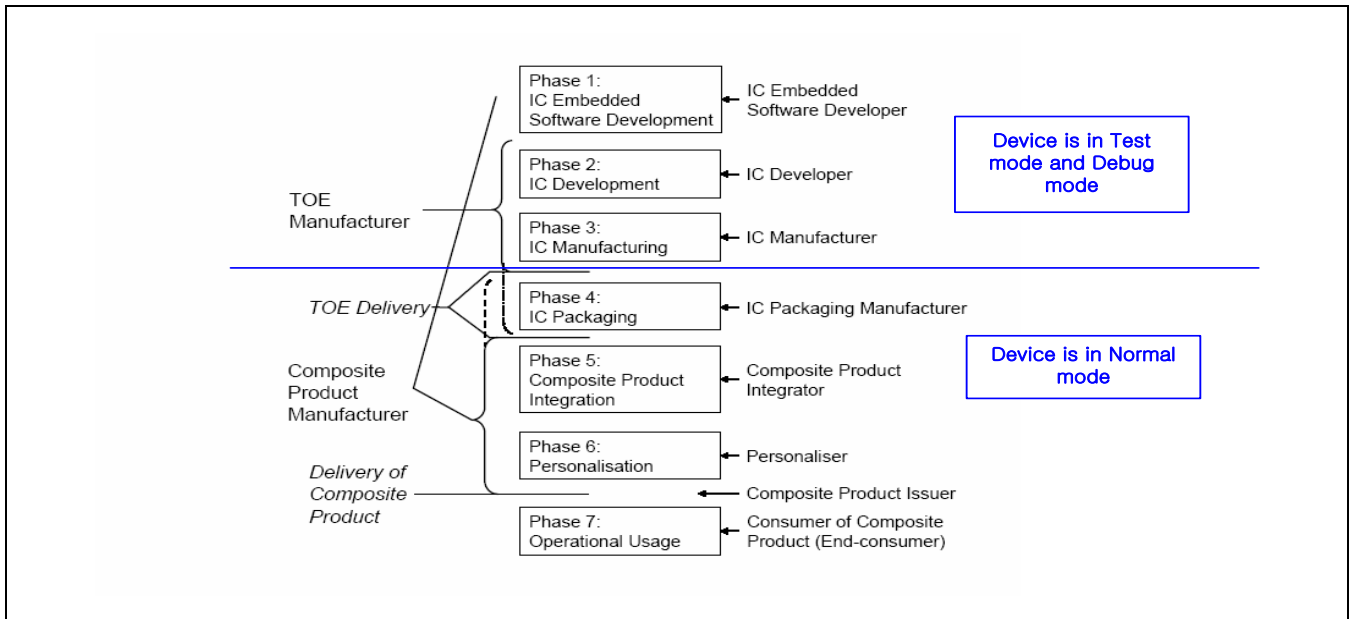 Phase 1:
IC Embedded
Software Development
IC Embedded
Software Developer
Device is in Test
mode and Debug
mode
Phase 2:
IC Development
IC Developer
TOE
Manufacturer
Phase 3:
IC Manufacturing
IC Manufacturer
TOE Delivery
Phase 4:
IC Packaging
IC Packaging Manufacturer
Device is in Normal
mode
Composite
Product
Manufacturer
Phase 5:
Composite Product
Integration
Composite Product
Integrator
Phase 6:
Personalisation
Personaliser
Delivery of
Composite
Product
Composite Product Issuer
Phase 7:
Operational Usage
Consumer of Composite
Product (End-consumer)